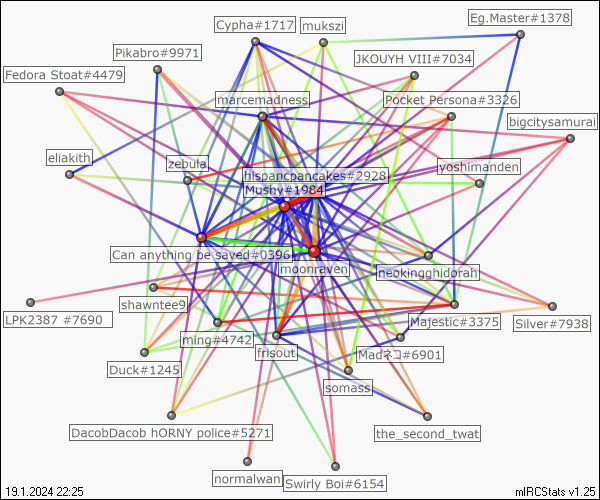 Cypha#1717
mukszi
Eg.Master#1378
Pikabro#9971
JKOUYH VIII#7034
Fedora Stoat#4479
marcemadness
Pocket Persona#3326
bigcitysamurai
eliakith
zebula
yoshimanden
hispancpancakes#2928
Mushy#1984
Can anything be saved#0396
moonraven
neokingghidorah
shawntee9
LPK2387 #7690
Majestic#3375
Silver#7938
ming#4742
frisout
Madネコ#6901
Duck#1245
somass
DacobDacob hORNY police#5271
the_second_twat
normalwan
Swirly Boi#6154
19.1.2024 22:25
mIRCStats v1.25